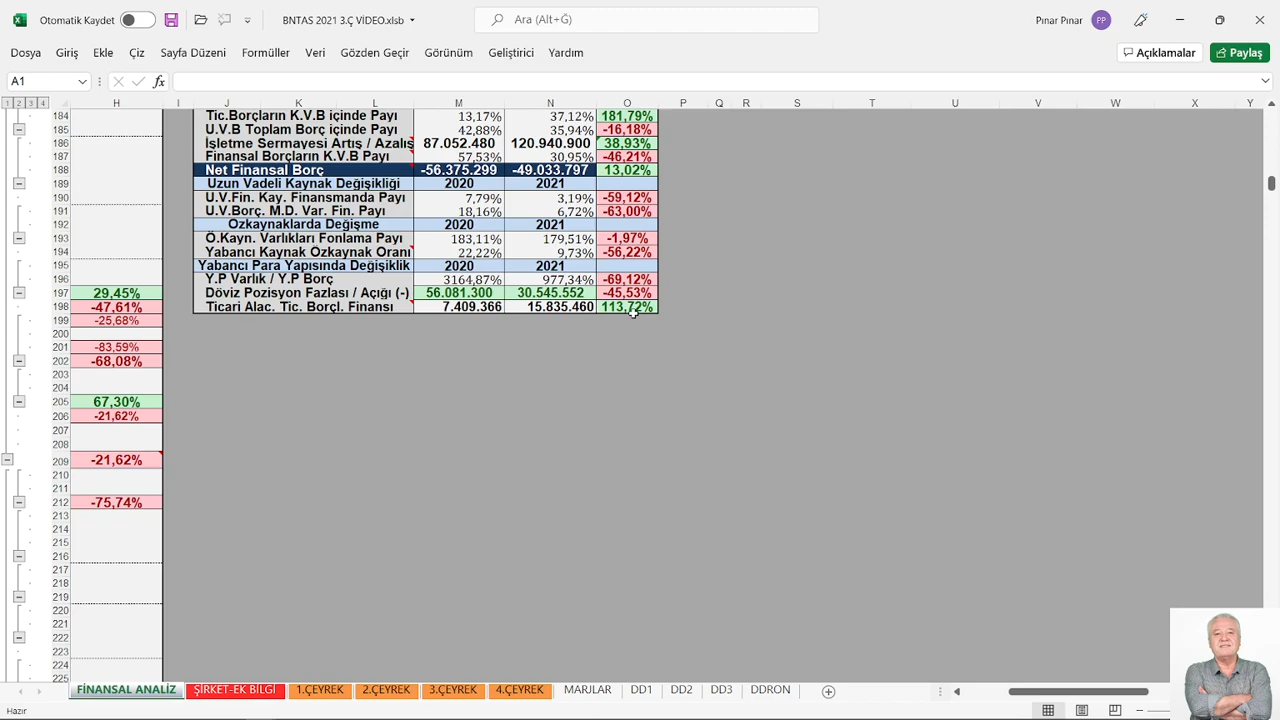 Otomatik Kaydet
BNTAS 2021 3.Ç VİDEO.xlsb
Ara (Alt+Ğ)
Pınar Pınar PP
Dosya Giriş Ekle Çiz Sayfa Düzeni Formüller Veri Gözden Geçir Görünüm Geliştirici Yardım Açıklamalar Paylaş
A1 fx
1 2 3 4 H I J K L M N O P Q R S T U V W X Y
184 Tic.Borçların K.V.B içinde Payı 13,17% 37,12% 181,79%
185 U.V.B Toplam Borç içinde Payı 42,88% 35,94% -16,18%
186 İşletme Sermayesi Artış / Azalış 87.052.480 120.940.900 38,93%
187 Finansal Borçların K.V.B Payı 57,53% 30,95% -46,21%
188 Net Finansal Borç -56.375.299 -49.033.797 13,02%
189 Uzun Vadeli Kaynak Değişikliği 2020 2021
190 U.V.Fin. Kay. Finansmanda Payı 7,79% 3,19% -59,12%
191 U.V.Borç. M.D. Var. Fin. Payı 18,16% 6,72% -63,00%
192 Özkaynaklarda Değişme 2020 2021
193 Ö.Kayn. Varlıkları Fonlama Payı 183,11% 179,51% -1,97%
194 Yabancı Kaynak Özkaynak Oranı 22,22% 9,73% -56,22%
195 Yabancı Para Yapısında Değişiklik 2020 2021
196 Y.P Varlık / Y.P Borç 3164,87% 977,34% -69,12%
197 29,45% Döviz Pozisyon Fazlası / Açığı (-) 56.081.300 30.545.552 -45,53%
198 -47,61% Ticari Alac. Tic. Borçl. Finansı 7.409.366 15.835.460 113,72%
199 -25,68%
200
201 -83,59%
202 -68,08%
203
204
205 67,30%
206 -21,62%
207
208
209 -21,62%
210
211
212 -75,74%
213
214
215
216
217
218
219
220
221
222
223
224
225
FİNANSAL ANALİZ ŞİRKET-EK BİLGİ 1.ÇEYREK 2.ÇEYREK 3.ÇEYREK 4.ÇEYREK MARJLAR DD1 DD2 DD3 DDRON
Hazır